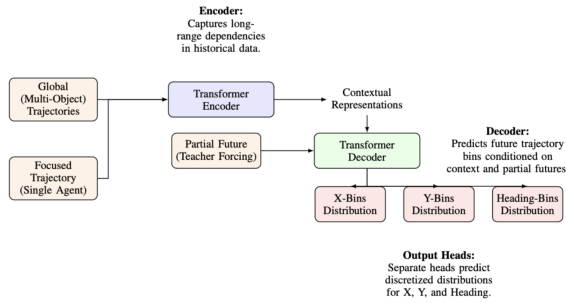 Encoder:
Captures long-
range dependencies
in historical data.
Global
(Multi-Object)
Trajectories
Transformer
Encoder
Contextual
Representations
Focused
Trajectory
(Single Agent)
Partial Future
(Teacher Forcing)
Transformer
Decoder
Decoder:
Predicts future trajectory
bins conditioned on
context and partial futures
X-Bins
Distribution
Y-Bins
Distribution
Heading-Bins
Distribution
Output Heads:
Separate heads predict
discretized distributions
for X, Y, and Heading.